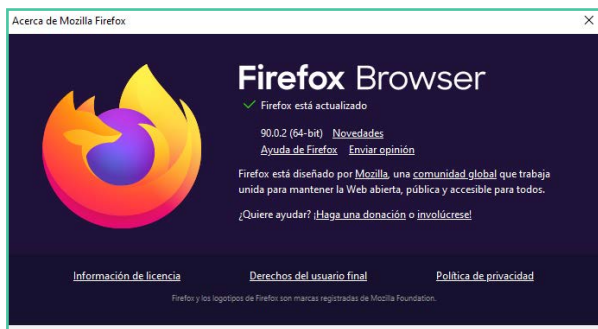 Acerca de Mozilla Firefox
Firefox Browser
Firefox está actualizado
90.0.2 (64-bit) Novedades
Ayuda de Firefox Enviar opinión
Firefox está diseñado por Mozilla, una comunidad global que trabaja
unida para mantener la Web abierta, pública y accesible para todos.
¿Quiere ayudar? ¡Haga una donación o involúcrese!
Información de licencia Derechos del usuario final Política de privacidad
Firefox y los logotipos de Firefox son marcas registradas de Mozilla Foundation.